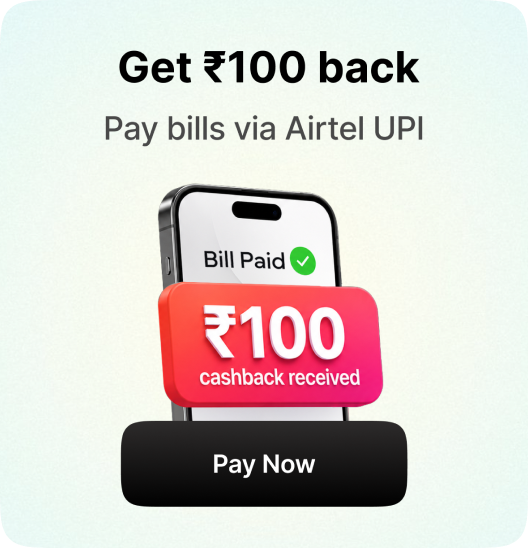 Get ₹100 back
Pay bills via Airtel UPI
Bill Paid
₹100
cashback received
Pay Now